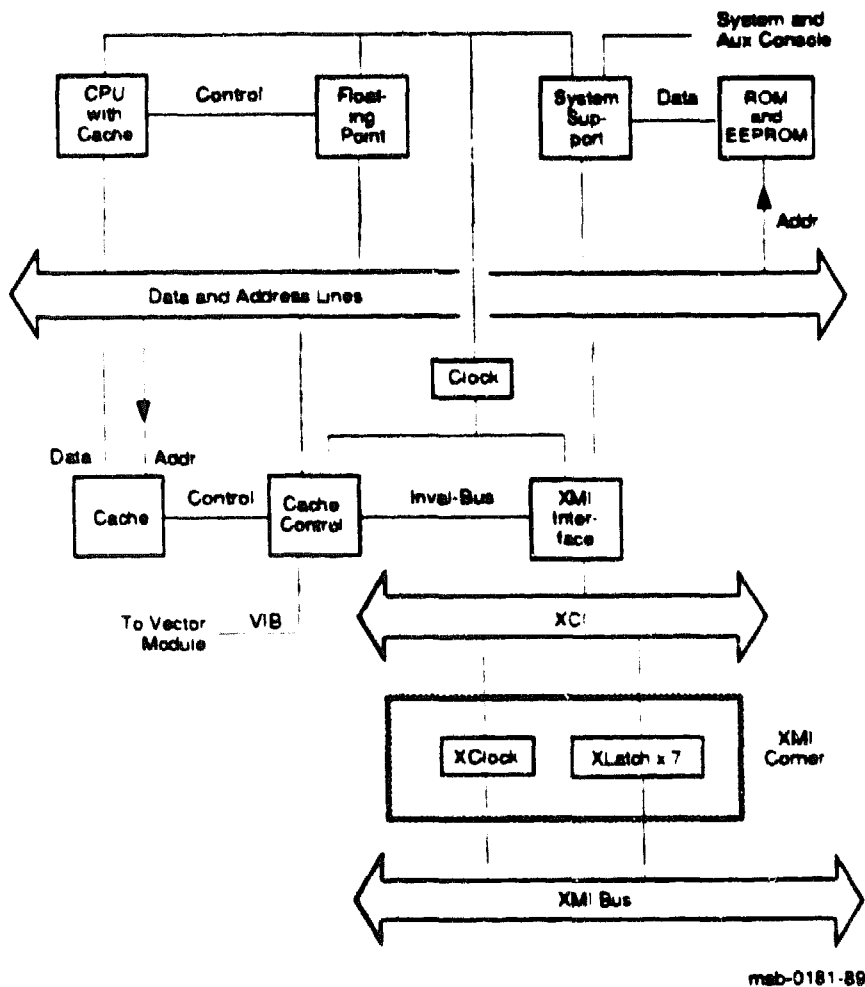 System and
Aux Console
CPU
with
Cache
Control
Float-
ing
Point
System
Sup-
port
Data
ROM
and
EEPROM
Addr
Data and Address Lines
Clock
Data
Addr
Cache
Control
Cache
Control
Inval-Bus
XMI
Inter-
face
To Vector
Module
VIB
XCI
XClock
XLatch x 7
XMI
Corner
XMI Bus
msb-0181-89